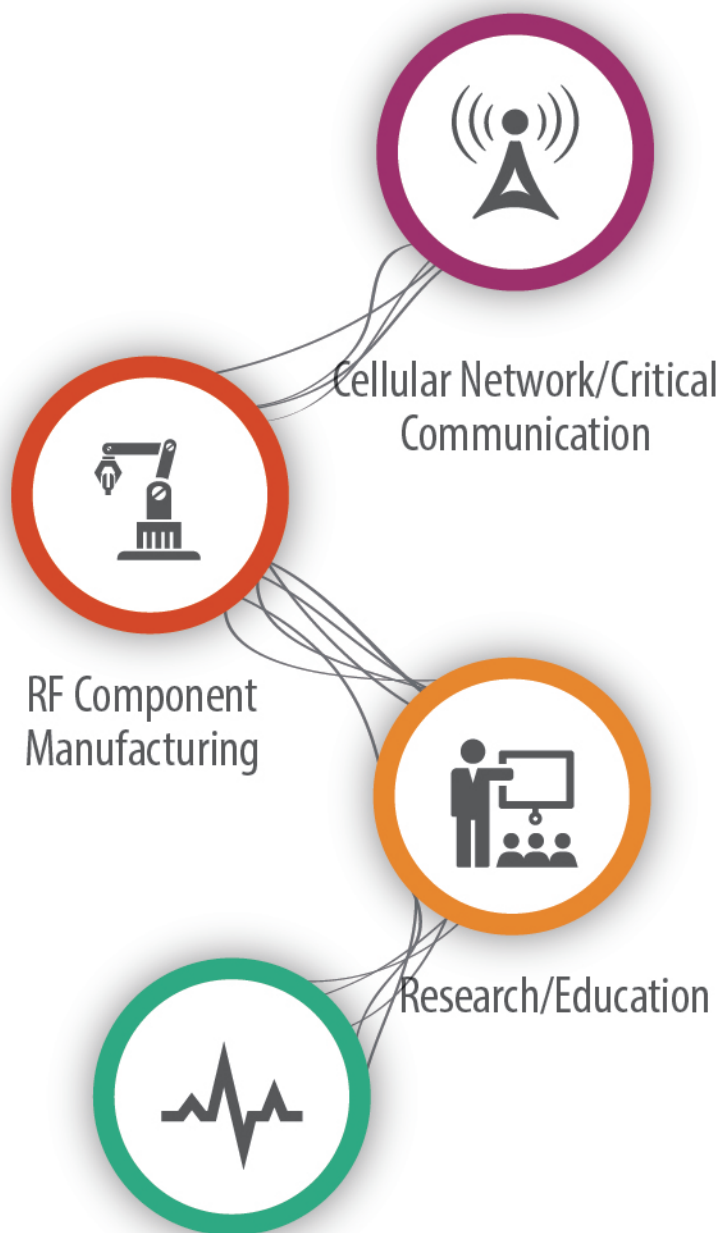 Cellular Network/Critical
Communication
RF Component
Manufacturing
Research/Education